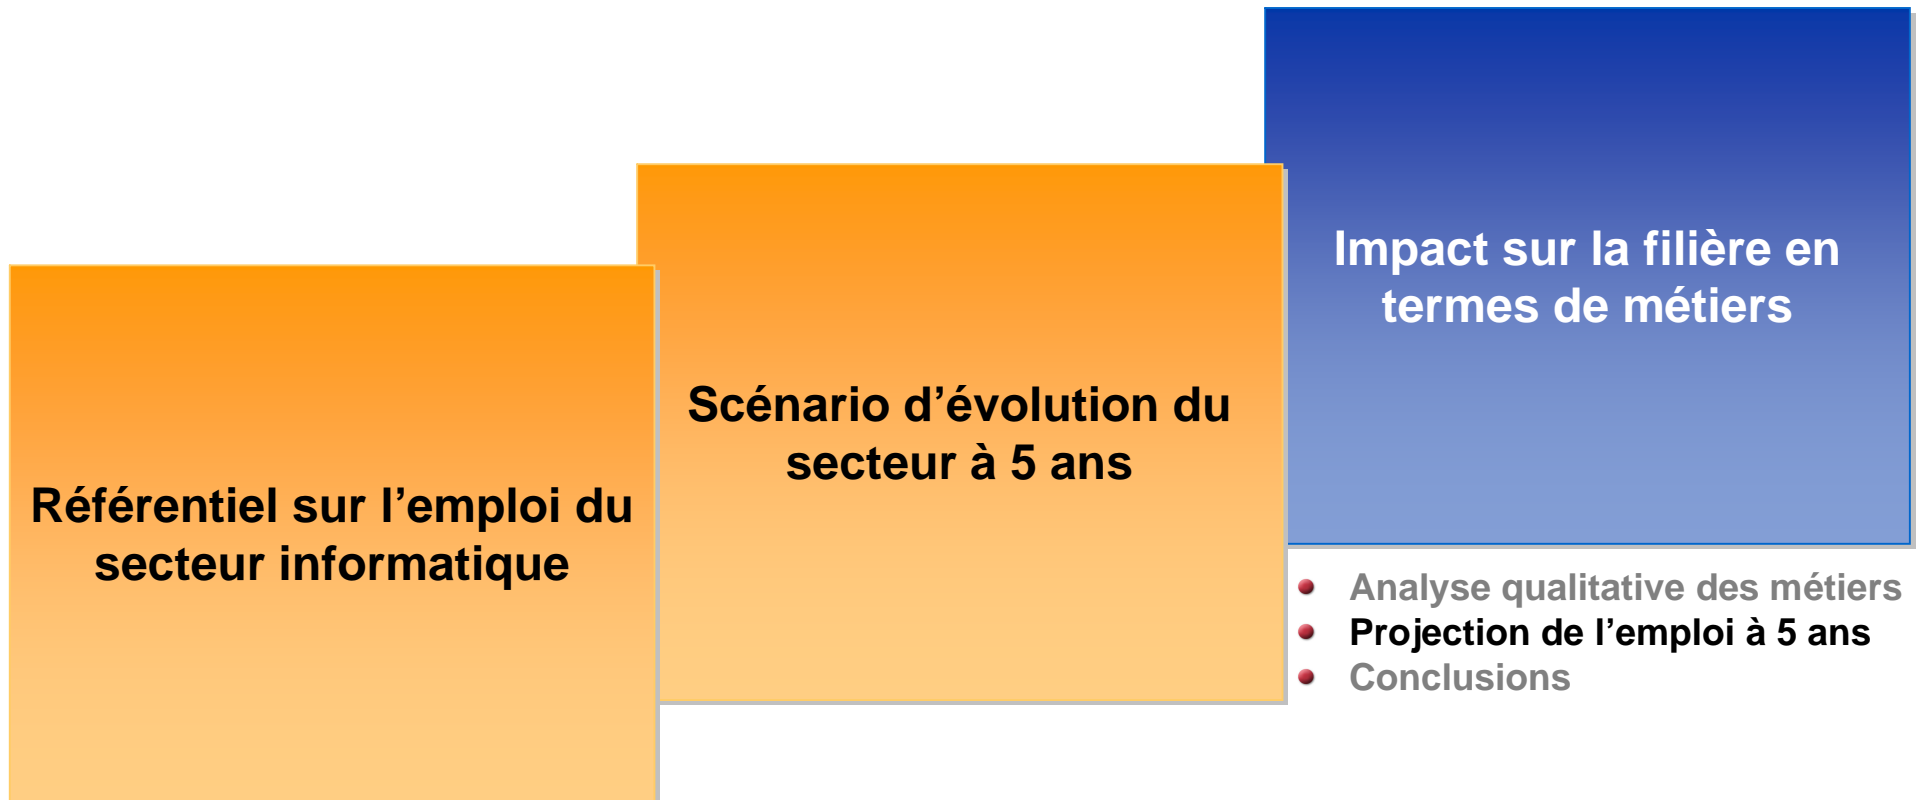 Référentiel sur l’emploi du
secteur informatique
Scénario d’évolution du
secteur à 5 ans
Impact sur la filière en
termes de métiers
Analyse qualitative des métiers
Projection de l’emploi à 5 ans
Conclusions